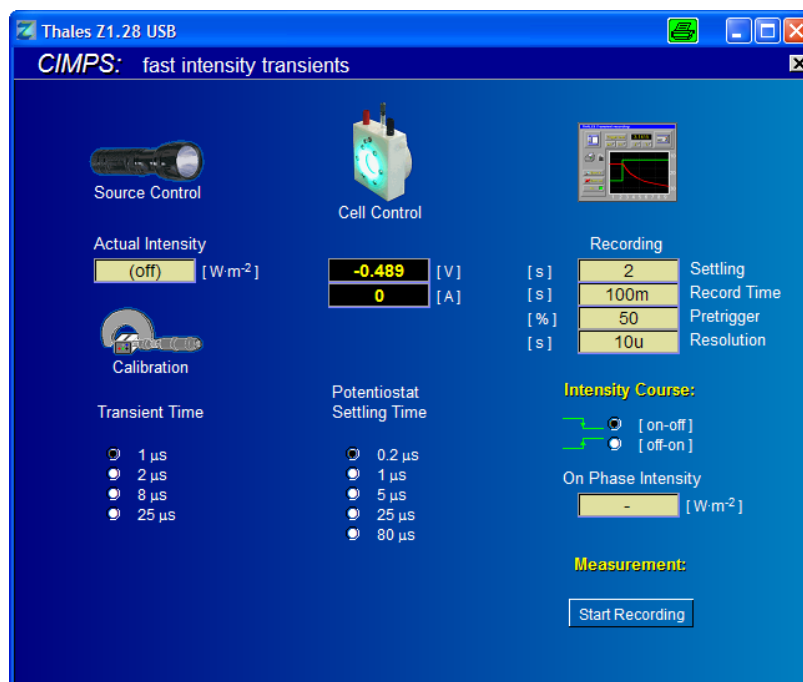 Thales Z1.28 USB
CIMPS: fast intensity transients
Source Control
Cell Control
Actual Intensity
(off) [ W·m-2 ]
-0.489 [ V ]
0 [ A ]
Recording
[ s ] 2 Settling
[ s ] 100m Record Time
[ % ] 50 Pretrigger
[ s ] 10u Resolution
Calibration
Transient Time
1 µs
2 µs
8 µs
25 µs
Potentiostat
Settling Time
0.2 µs
1 µs
5 µs
25 µs
80 µs
Intensity Course:
[ on-off ]
[ off-on ]
On Phase Intensity
- [ W·m-2 ]
Measurement:
Start Recording